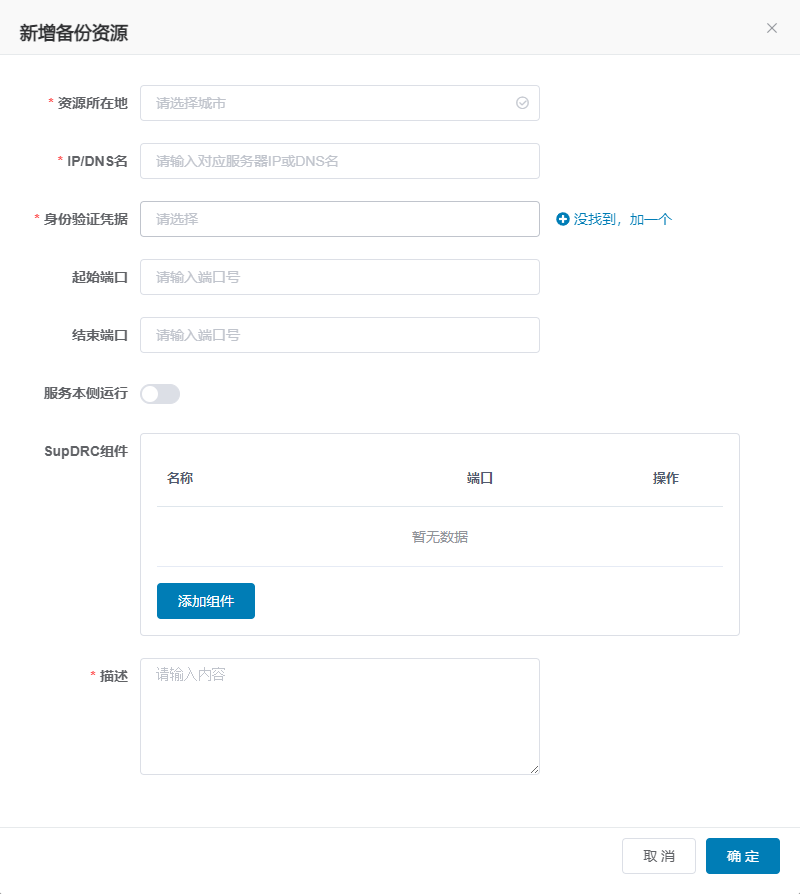 新增备份资源
* 资源所在地 请选择城市
* IP/DNS名 请输入对应服务器IP或DNS名
* 身份验证凭据 请选择 没找到，加一个
起始端口 请输入端口号
结束端口 请输入端口号
服务本侧运行
SupDRC组件
名称 端口 操作
暂无数据
添加组件
* 描述 请输入内容
取 消 确 定